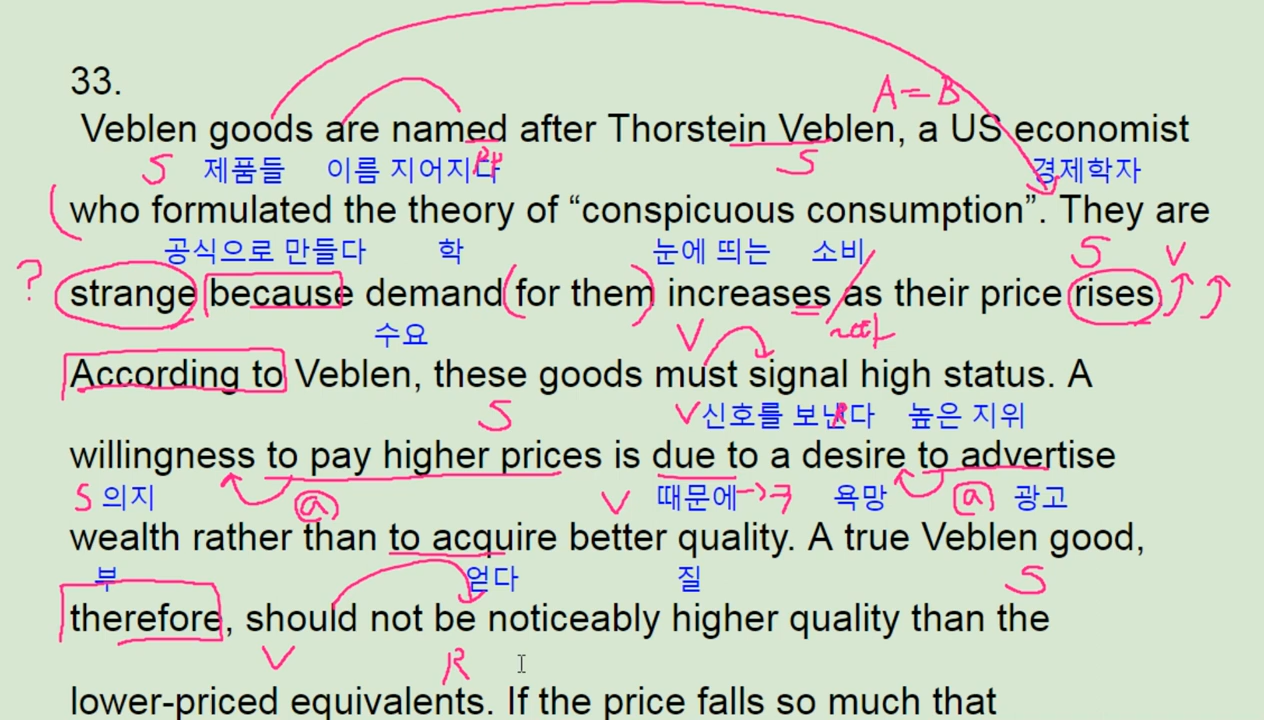 33.
A=B
Veblen goods are named after Thorstein Veblen, a US economist
S 제품들 이름 지어지다 S 경제학자
who formulated the theory of “conspicuous consumption”. They are
공식으로 만들다 학 눈에 띄는 소비 S V
? strange because demand (for them) increases as their price rises
수요 V
According to Veblen, these goods must signal high status. A
S V 신호를 보낸다 R 높은 지위
willingness to pay higher prices is due to a desire to advertise
S 의지 a V 때문에 욕망 a 광고
wealth rather than to acquire better quality. A true Veblen good,
부 얻다 질 S
therefore, should not be noticeably higher quality than the
V R
lower-priced equivalents. If the price falls so much that